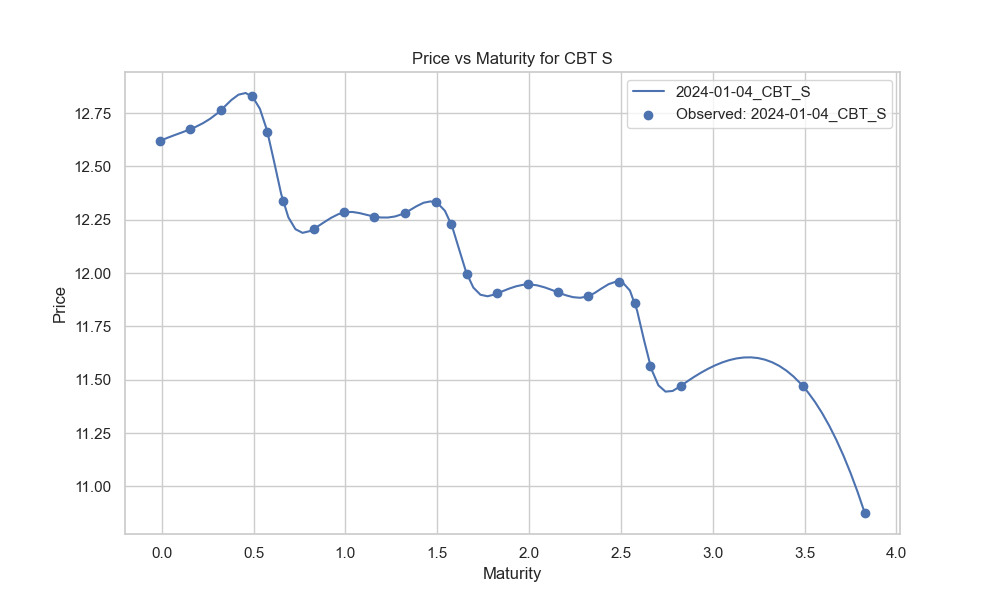 Price vs Maturity for CBT S
2024-01-04_CBT_S
Observed: 2024-01-04_CBT_S
Price
12.75
12.50
12.25
12.00
11.75
11.50
11.25
11.00
0.0 0.5 1.0 1.5 2.0 2.5 3.0 3.5 4.0
Maturity